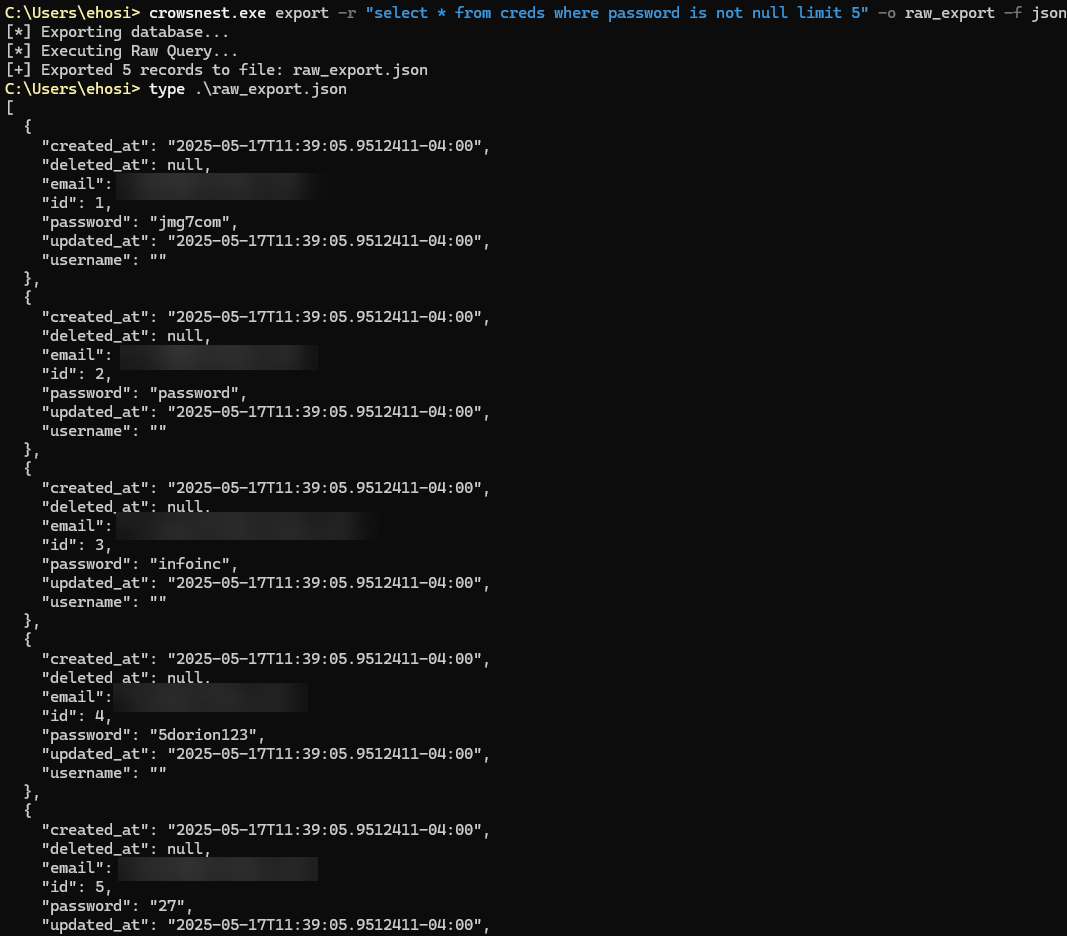 C:\Users\ehosi> crowsnest.exe export -r "select * from creds where password is not null limit 5" -o raw_export -f json
[*] Exporting database...
[*] Executing Raw Query...
[+] Exported 5 records to file: raw_export.json
C:\Users\ehosi> type .\raw_export.json
[
  {
    "created_at": "2025-05-17T11:39:05.9512411-04:00",
    "deleted_at": null,
    "email":
    "id": 1,
    "password": "jmg7com",
    "updated_at": "2025-05-17T11:39:05.9512411-04:00",
    "username": ""
  },
  {
    "created_at": "2025-05-17T11:39:05.9512411-04:00",
    "deleted_at": null,
    "email":
    "id": 2,
    "password": "password",
    "updated_at": "2025-05-17T11:39:05.9512411-04:00",
    "username": ""
  },
  {
    "created_at": "2025-05-17T11:39:05.9512411-04:00",
    "deleted_at": null,
    "email":
    "id": 3,
    "password": "infoinc",
    "updated_at": "2025-05-17T11:39:05.9512411-04:00",
    "username": ""
  },
  {
    "created_at": "2025-05-17T11:39:05.9512411-04:00",
    "deleted_at": null,
    "email":
    "id": 4,
    "password": "5dorion123",
    "updated_at": "2025-05-17T11:39:05.9512411-04:00",
    "username": ""
  },
  {
    "created_at": "2025-05-17T11:39:05.9512411-04:00",
    "deleted_at": null,
    "email":
    "id": 5,
    "password": "27",
    "updated_at": "2025-05-17T11:39:05.9512411-04:00",